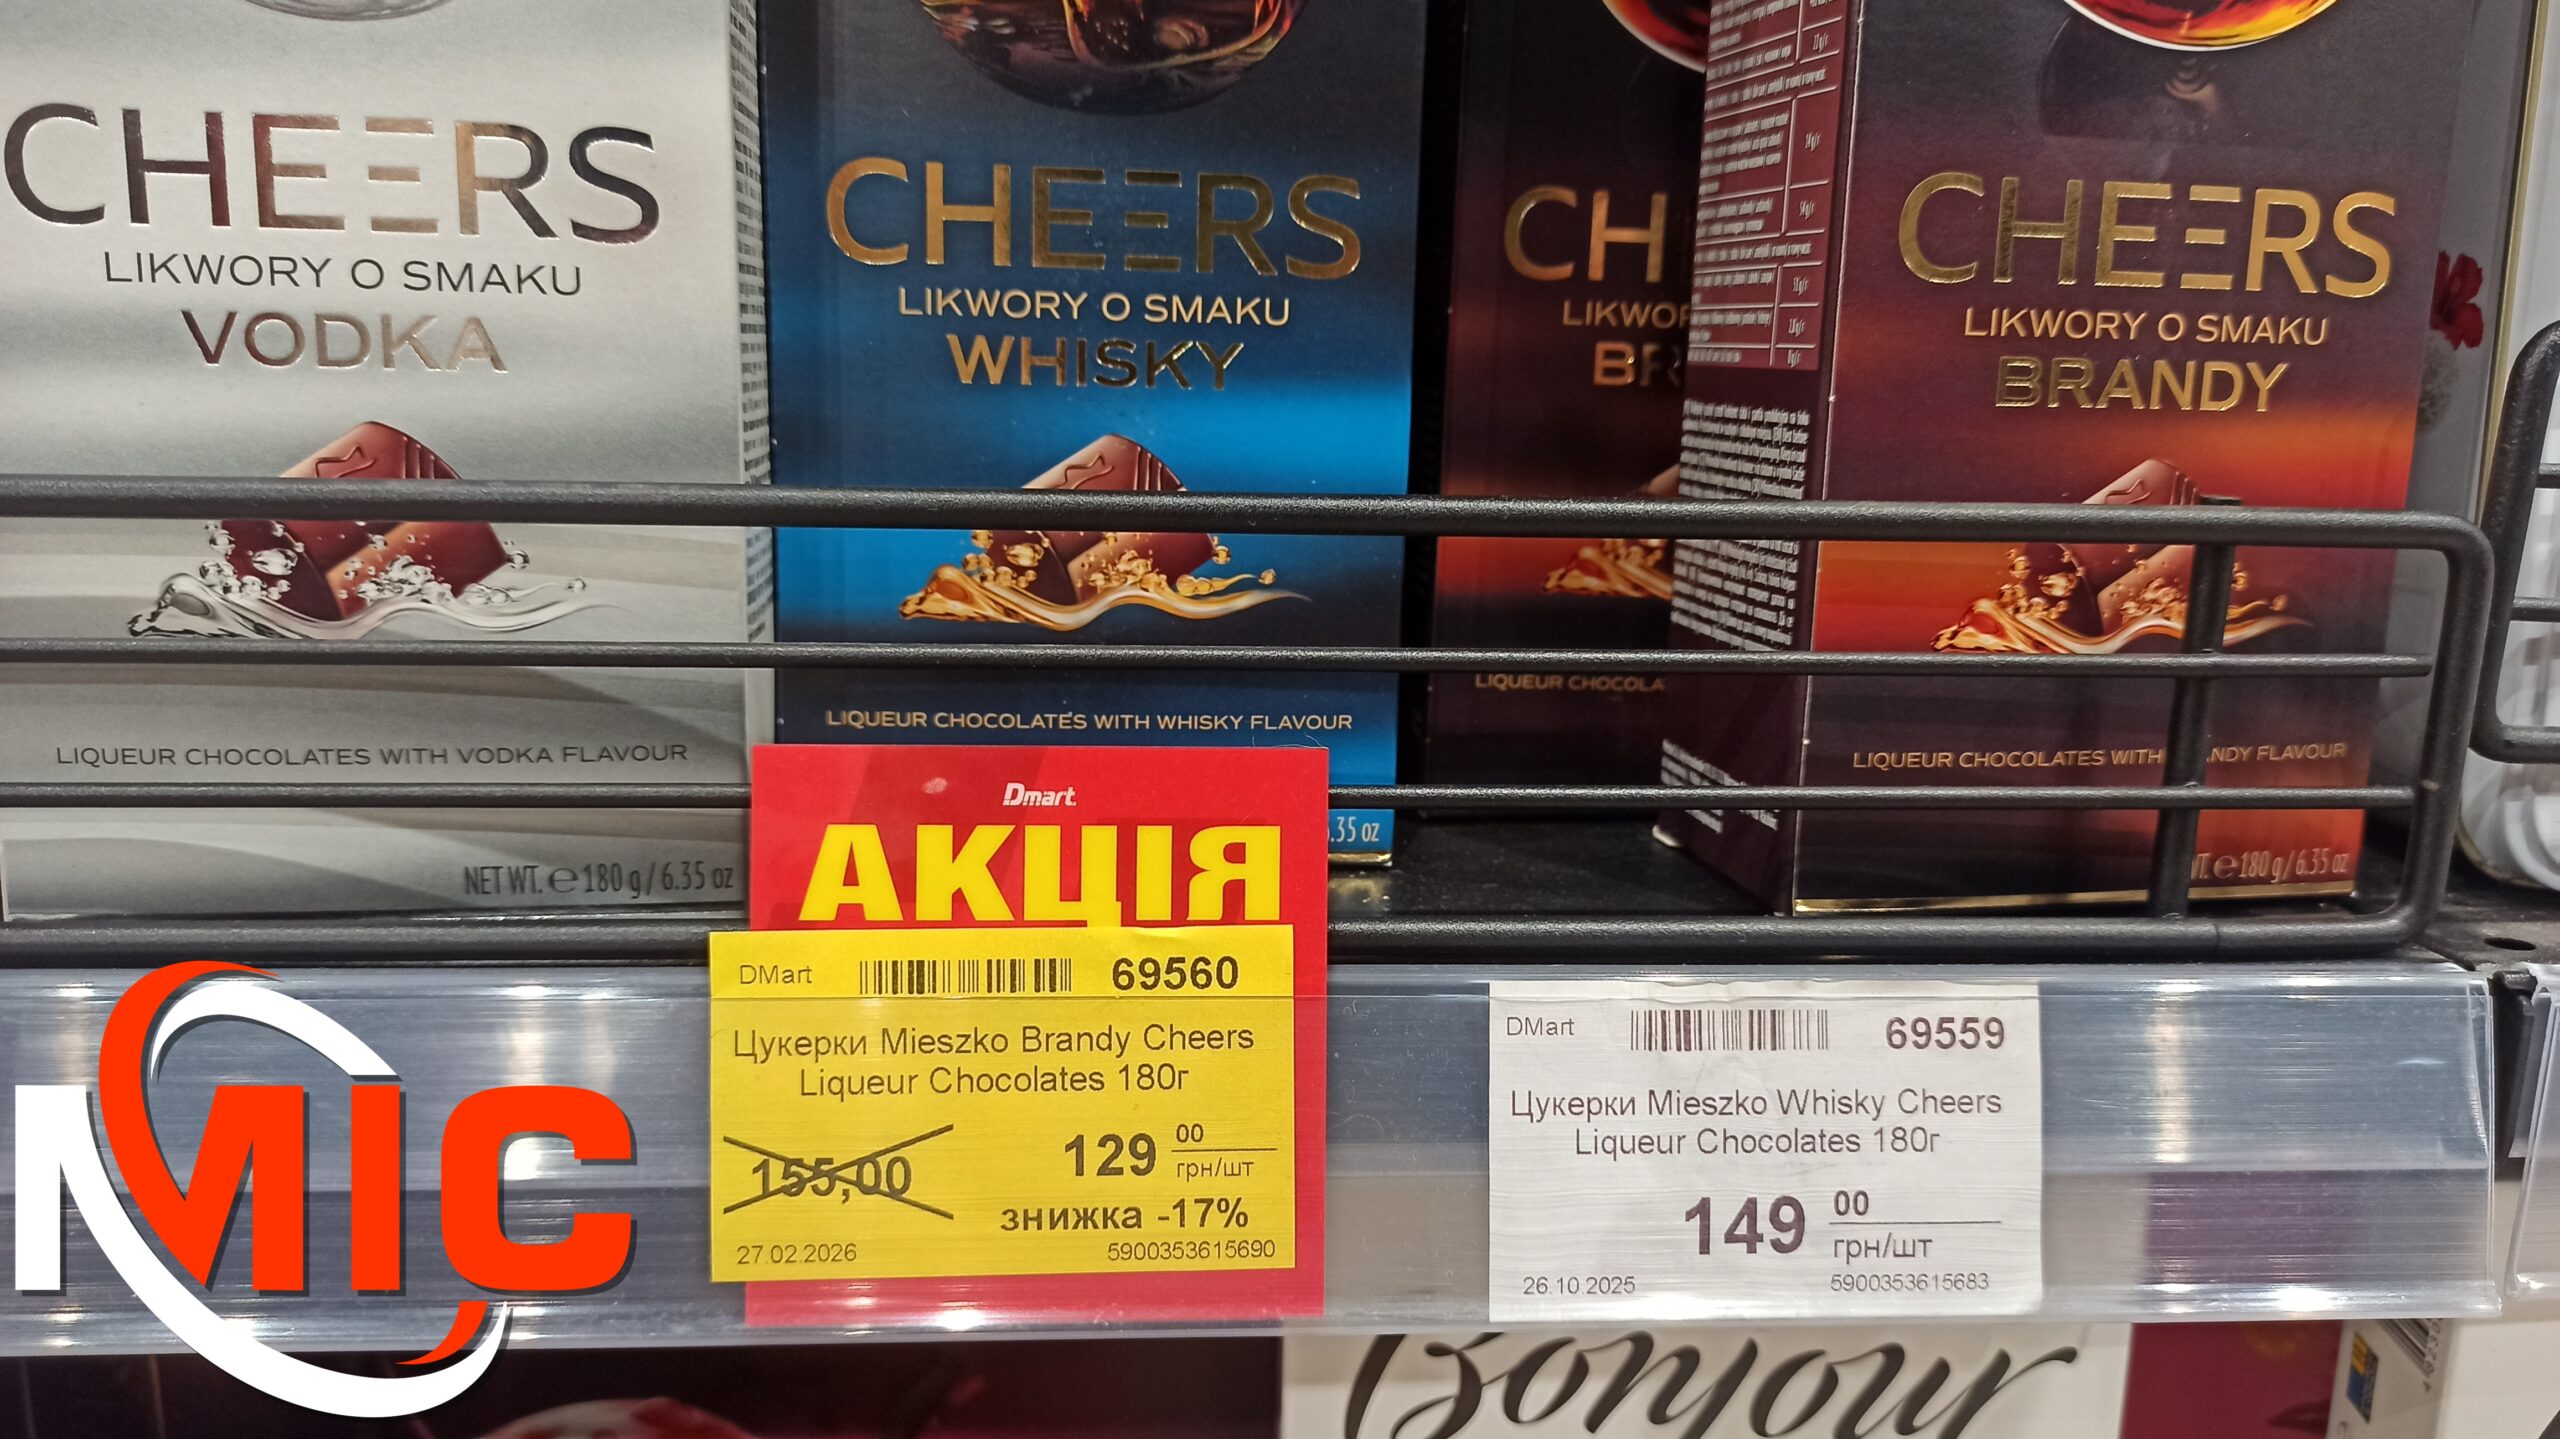 CHEERS
LIKWORY O SMAKU
VODKA
LIQUEUR CHOCOLATES WITH VODKA FLAVOUR
NET WT. e 180 g / 6.35 oz
CHEERS
LIKWORY O SMAKU
WHISKY
LIQUEUR CHOCOLATES WITH WHISKY FLAVOUR
.35 oz
CH
LIKWOR
BR
LIQUEUR CHOCOLA
CHEERS
LIKWORY O SMAKU
BRANDY
LIQUEUR CHOCOLATES WITH NDY FLAVOUR
WT. e 180 g / 6.35 oz
Dmart
АКЦІЯ
DMart 69560
Цукерки Mieszko Brandy Cheers
Liqueur Chocolates 180г
155,00 129 00 грн/шт
знижка -17%
27.02.2026 5900353615690
DMart 69559
Цукерки Mieszko Whisky Cheers
Liqueur Chocolates 180г
149 00 грн/шт
26.10.2025 5900353615683
MIC
Bonjour